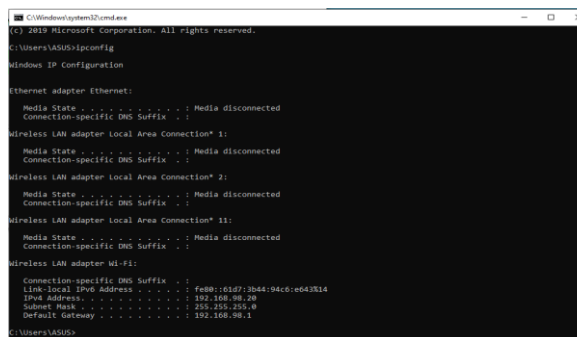 C:\Windows\system32\cmd.exe
(c) 2019 Microsoft Corporation. All rights reserved.
C:\Users\ASUS>ipconfig
Windows IP Configuration
Ethernet adapter Ethernet:
Media State . . . . . . . . . . . : Media disconnected
Connection-specific DNS Suffix . :
Wireless LAN adapter Local Area Connection* 1:
Media State . . . . . . . . . . . : Media disconnected
Connection-specific DNS Suffix . :
Wireless LAN adapter Local Area Connection* 2:
Media State . . . . . . . . . . . : Media disconnected
Connection-specific DNS Suffix . :
Wireless LAN adapter Local Area Connection* 11:
Media State . . . . . . . . . . . : Media disconnected
Connection-specific DNS Suffix . :
Wireless LAN adapter Wi-Fi:
Connection-specific DNS Suffix . :
Link-local IPv6 Address . . . . . : fe80::61d7:3b44:94c6:e643%14
IPv4 Address. . . . . . . . . . . : 192.168.98.20
Subnet Mask . . . . . . . . . . . : 255.255.255.0
Default Gateway . . . . . . . . . : 192.168.98.1
C:\Users\ASUS>